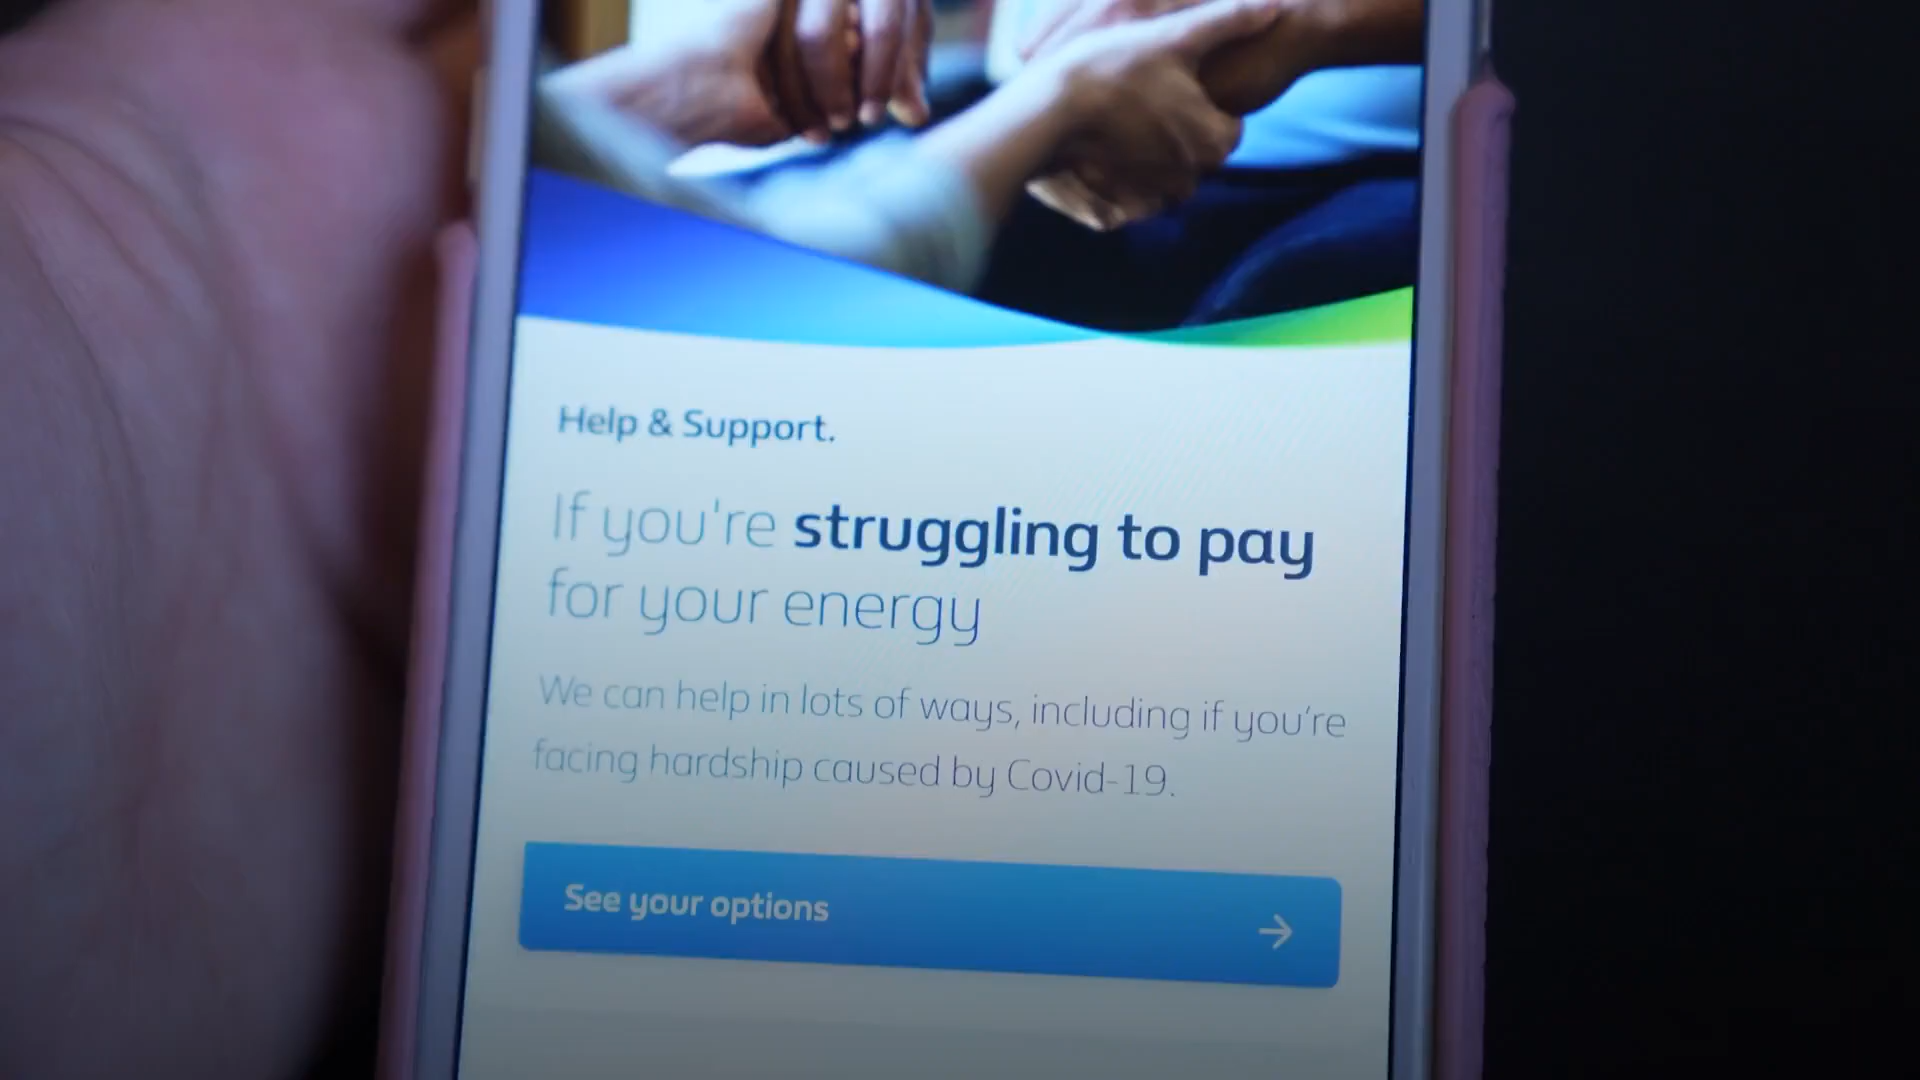 Help & Support.
If you're struggling to pay
for your energy
We can help in lots of ways, including if you're
facing hardship caused by Covid-19.
See your options